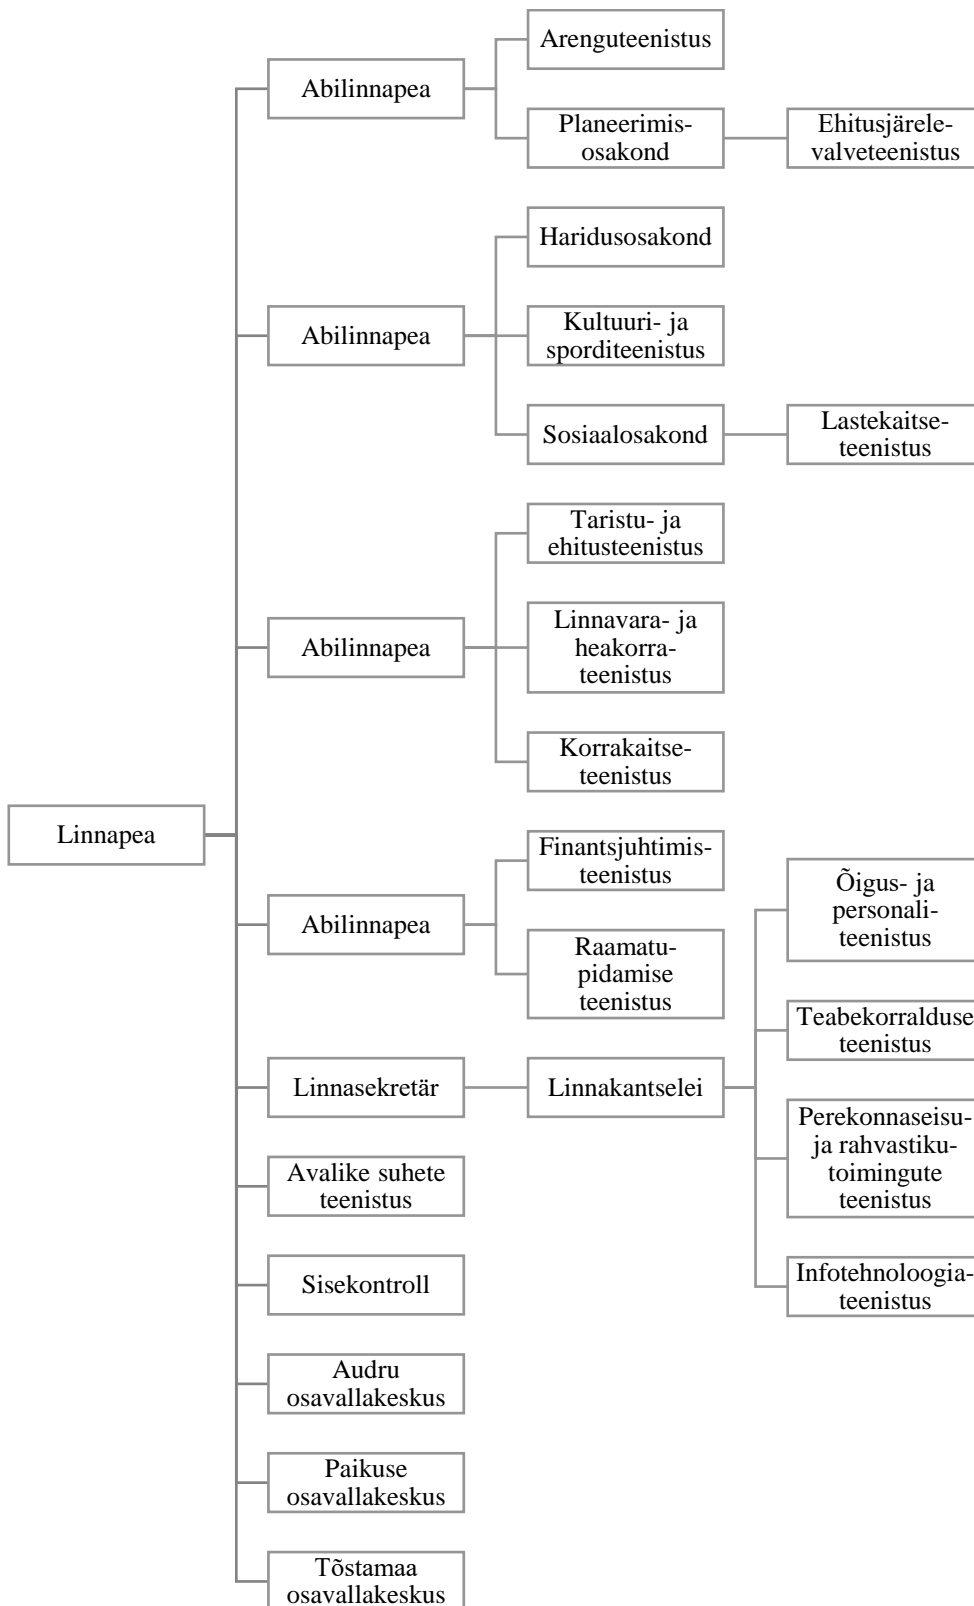 Arenguteenistus
Abilinnapea
Planeerimis-
osakond
Ehitusjärele-
valveteenistus
Haridusosakond
Abilinnapea
Kultuuri- ja
sporditeenistus
Sosiaalosakond
Lastekaitse-
teenistus
Taristu- ja
ehitusteenistus
Abilinnapea
Linnavara- ja
heakorra-
teenistus
Korrakaitse-
teenistus
Linnapea
Finantsjuhtimis-
teenistus
Abilinnapea
Raamatu-
pidamise
teenistus
Õigus- ja
personali-
teenistus
Teabekorralduse
teenistus
Linnasekretär
Linnakantselei
Perekonnaseisu-
ja rahvastiku-
toimingute
teenistus
Infotehnoloogia-
teenistus
Avalike suhete
teenistus
Sisekontroll
Audru
osavallakeskus
Paikuse
osavallakeskus
Tõstamaa
osavallakeskus